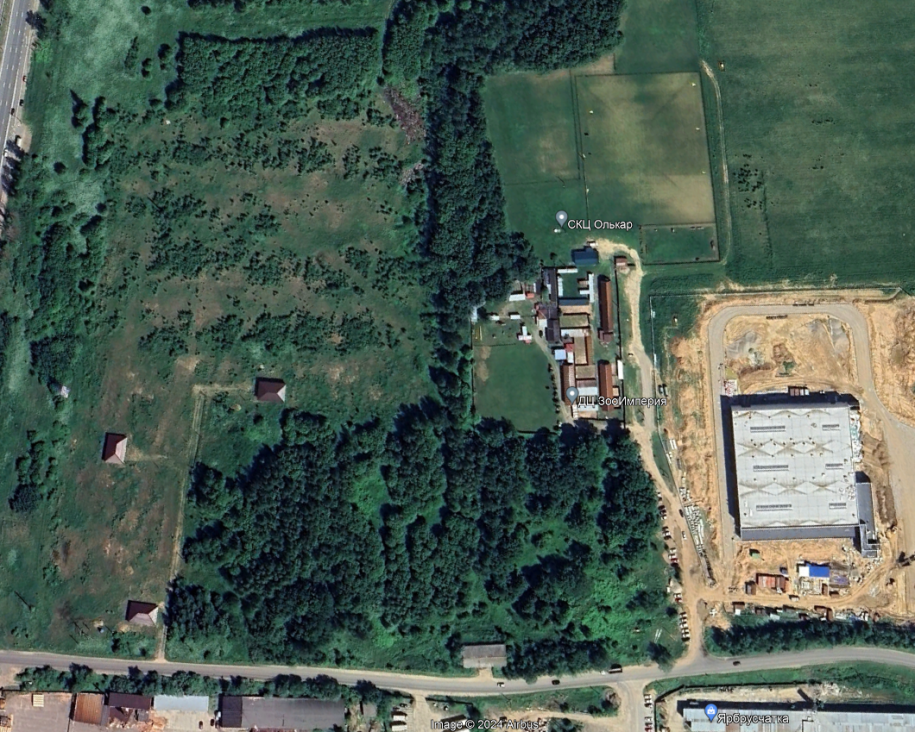 СКЦ Олькар
ДЦ ЗооИмперия
Image © 2024 Airbus
Ярбрусчатка